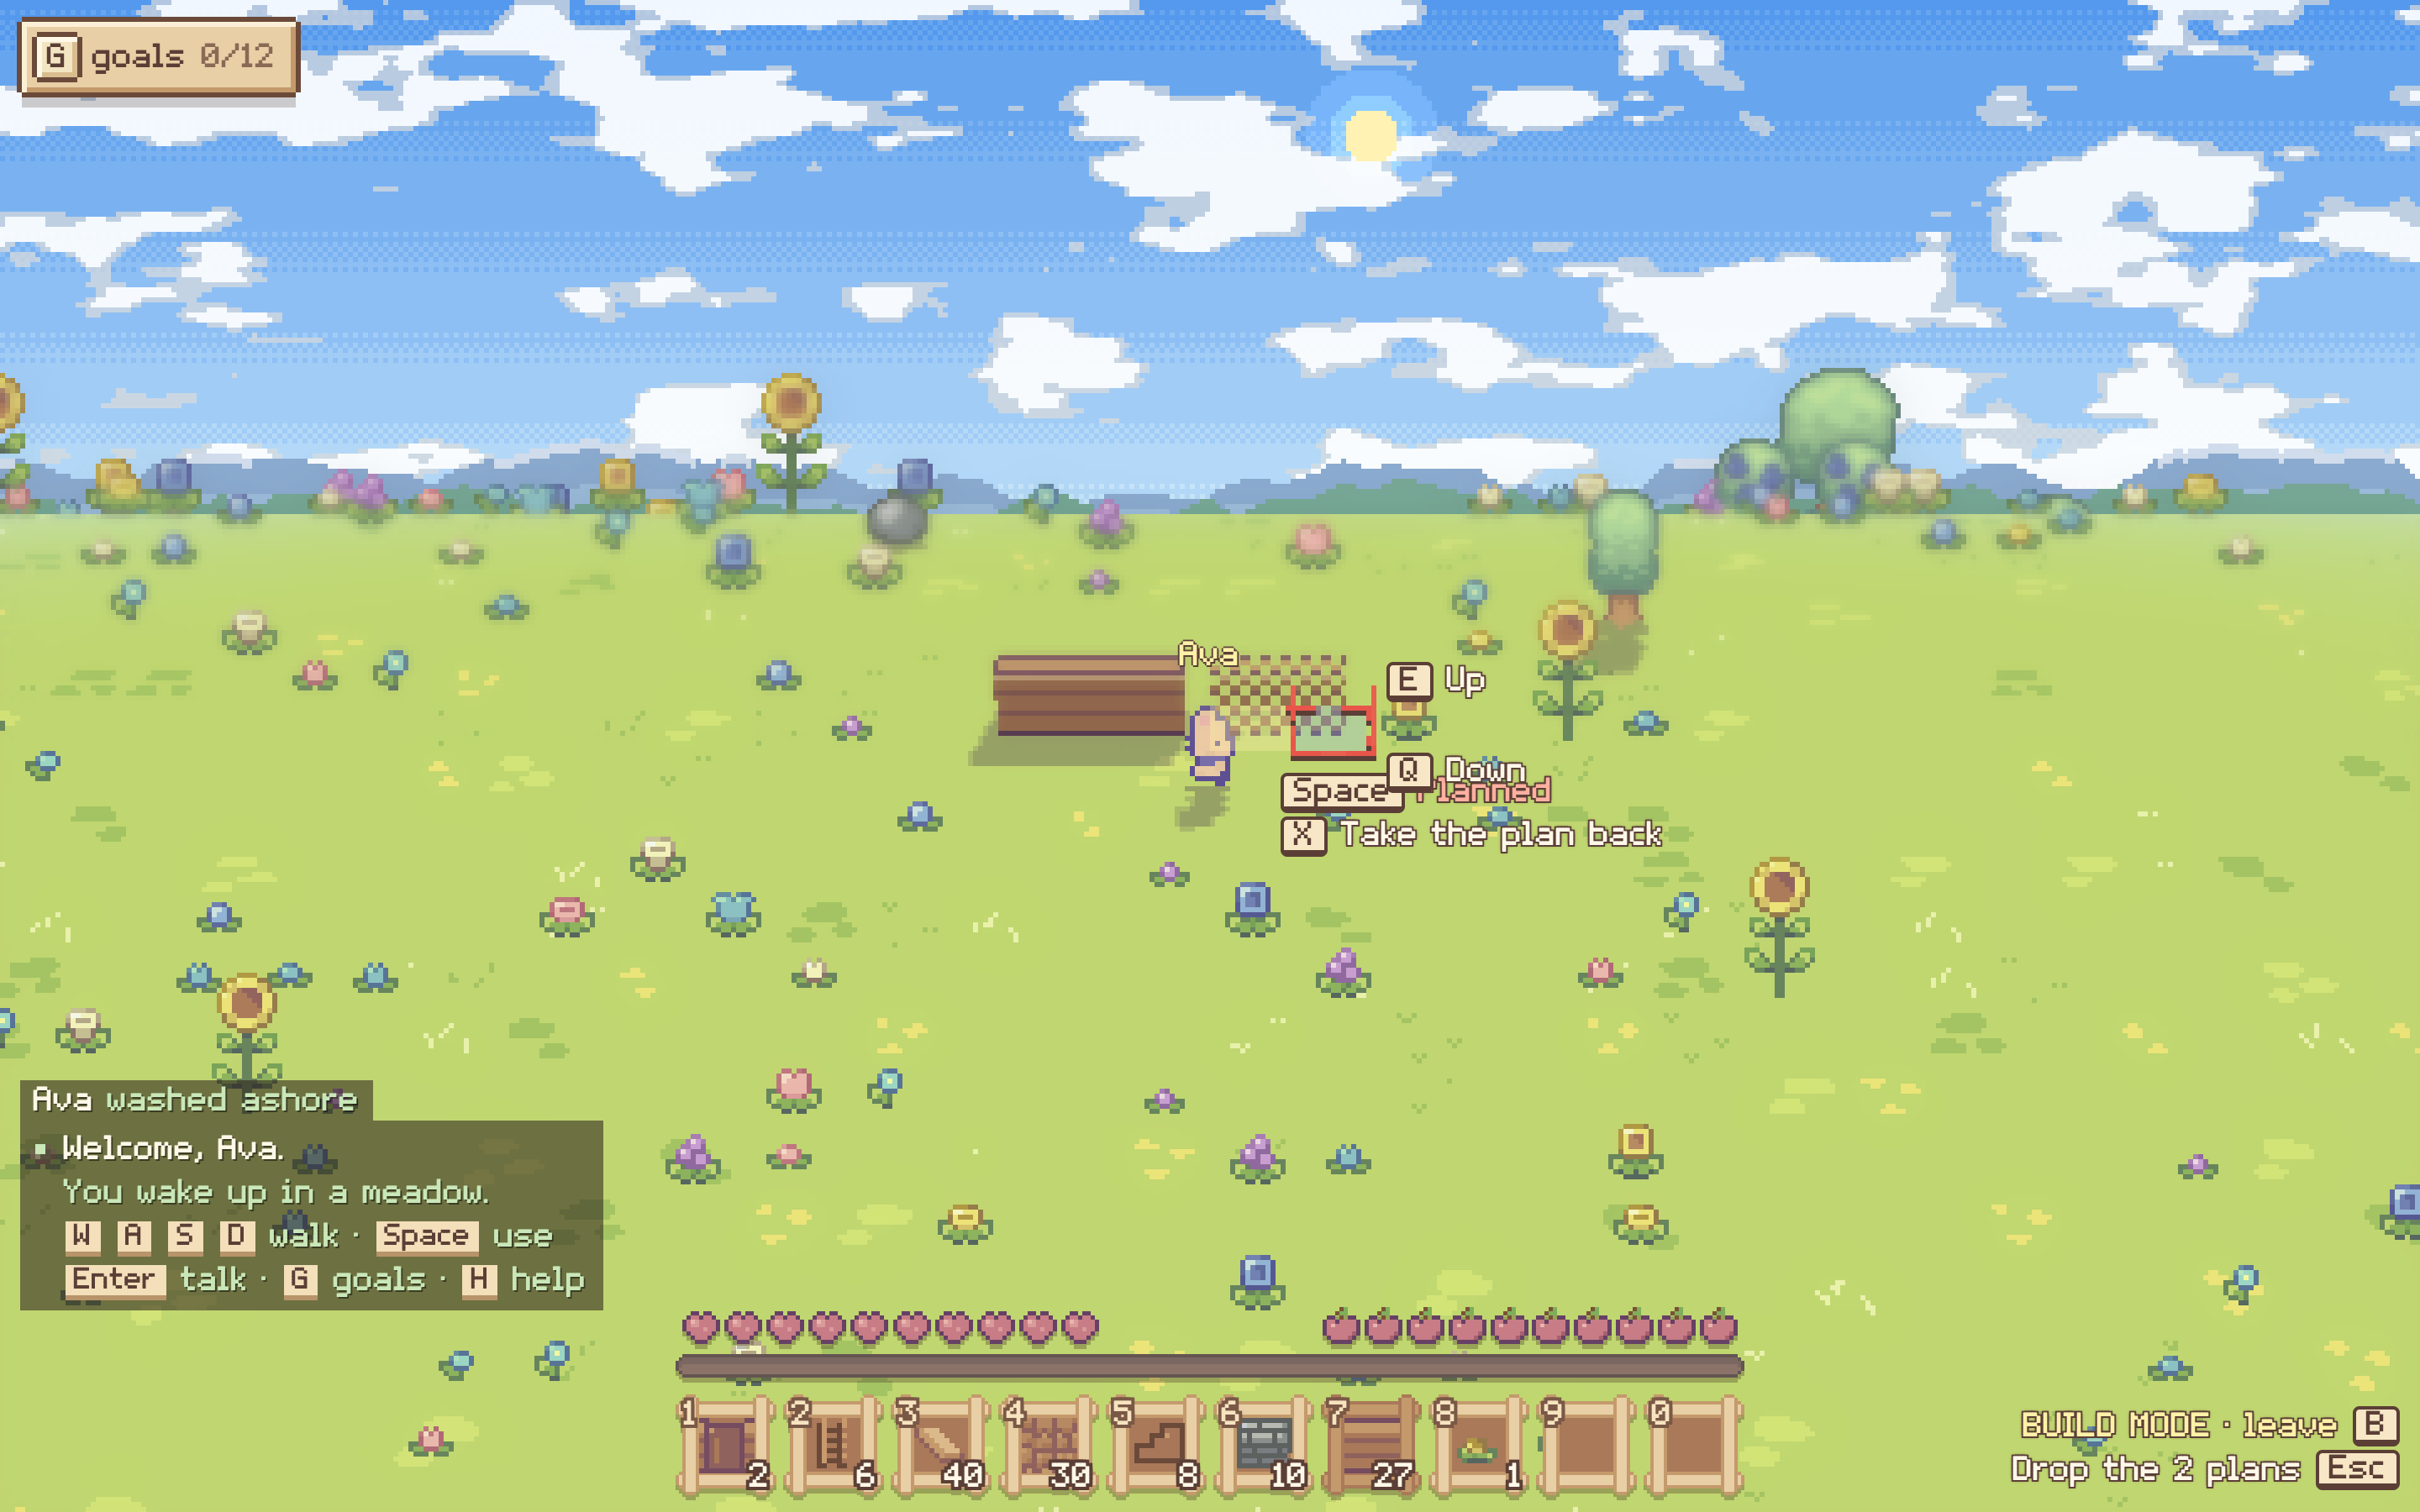 G goals 0/12
Ava
E Up
Q Down
Space Planned
X Take the plan back
Ava washed ashore
Welcome, Ava.
You wake up in a meadow.
W A S D walk · Space use
Enter talk · G goals · H help
1 2 3 4 5 6 7 8 9 0
2 6 40 30 8 10 27 1
BUILD MODE · leave B
Drop the 2 plans Esc